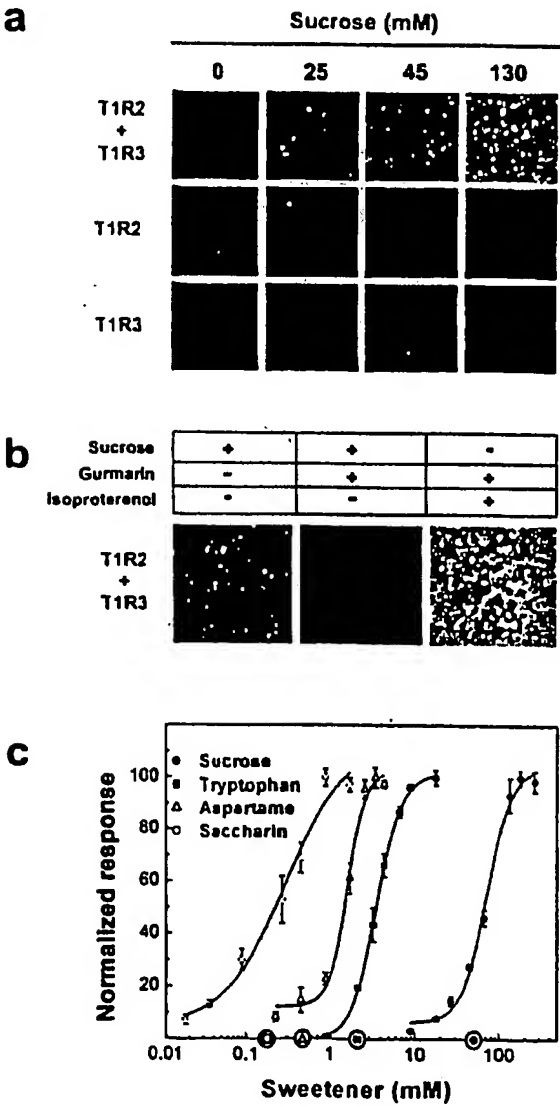 a
Sucrose (mM)
0 25 45 130
T1R2
+
T1R3
T1R2
T1R3
b
Sucrose + + -
Gurmarin - + +
Isoproterenol - - +
T1R2
+
T1R3
c
Normalized response
100
80
60
40
20
Sucrose
Tryptophan
Aspartame
Saccharin
0.01 0.1 1 10 100
Sweetener (mM)